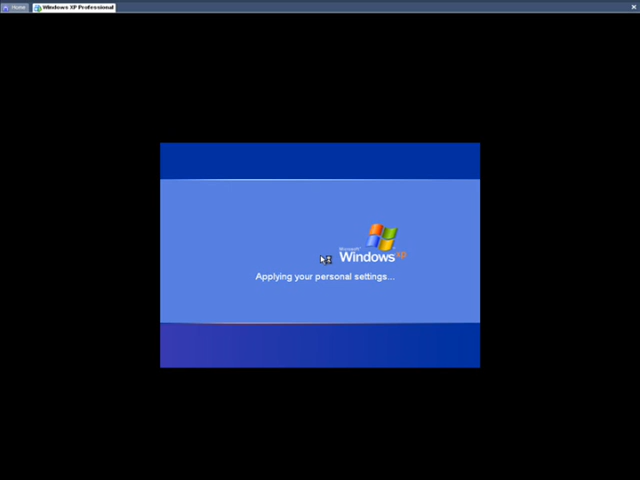 Home
Windows XP Professional
Microsoft
Windows xp
Applying your personal settings...